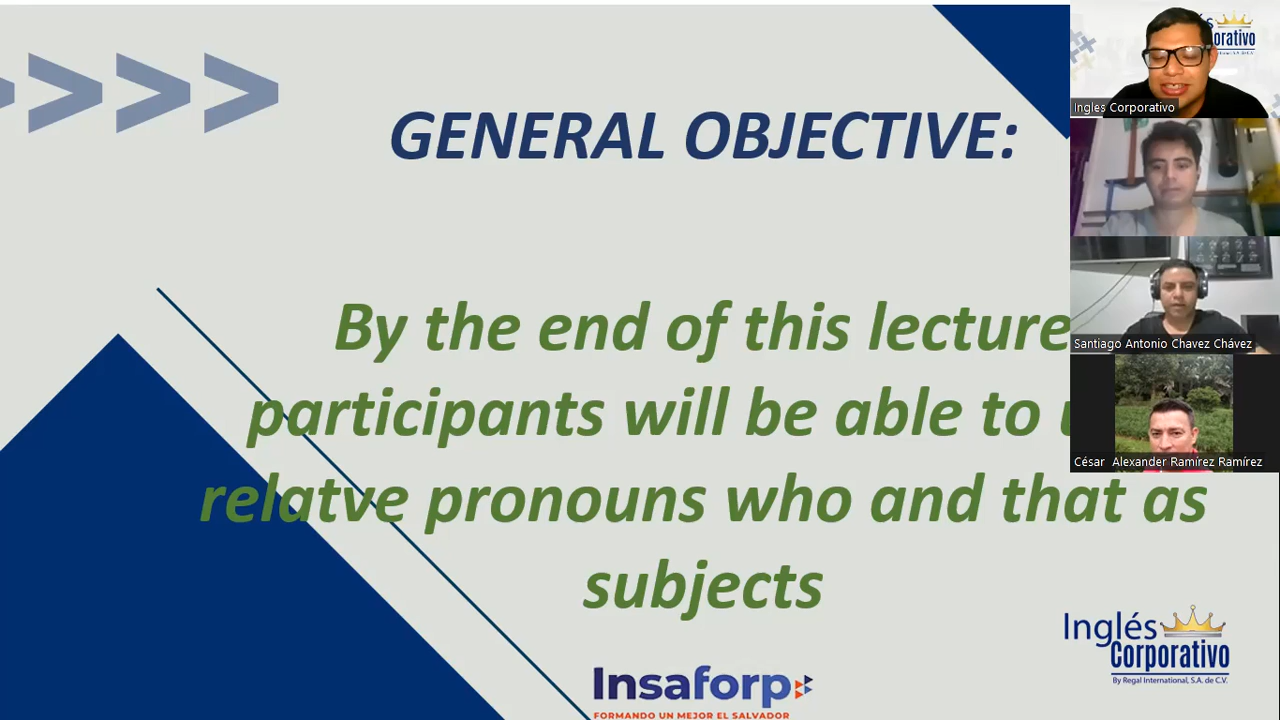 GENERAL OBJECTIVE:
By the end of this lecture
participants will be able to
relatve pronouns who and that as
subjects
Insaforp
FORMANDO UN MEJOR EL SALVADOR
Inglés
Corporativo
By Regal International, S.A. de C.V.
Ingles Corporativo
Santiago Antonio Chavez Chávez
César Alexander Ramírez Ramírez